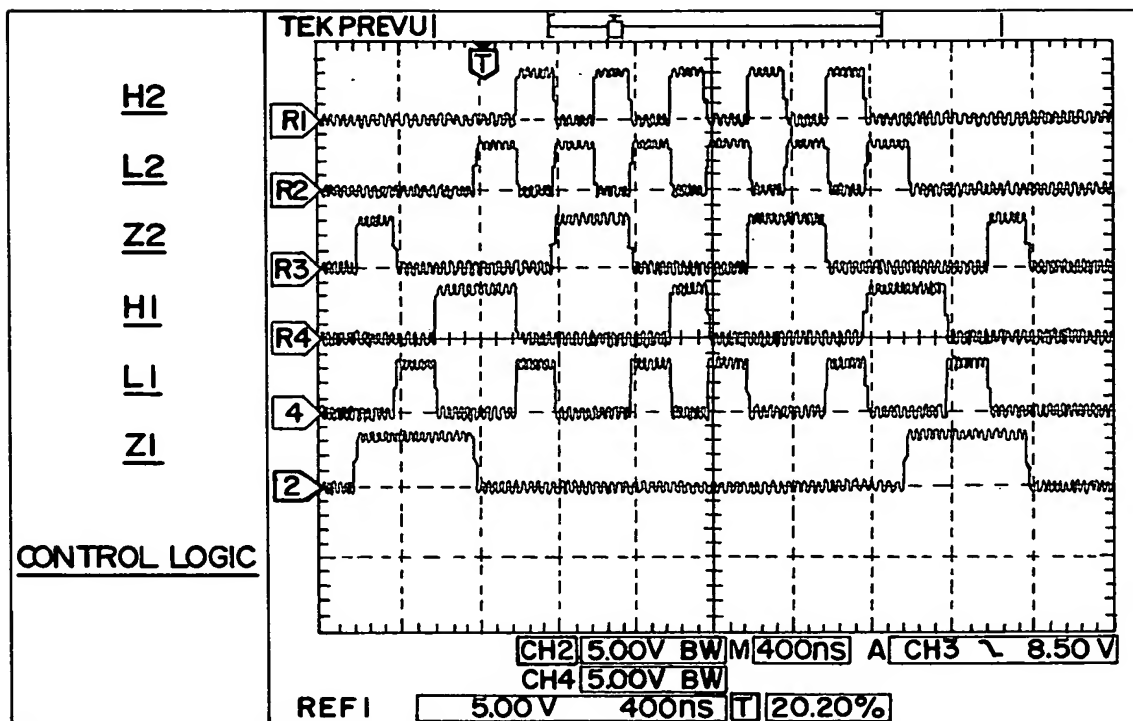 TEK PREVU
T
H2
R1
L2
R2
Z2
R3
H1
R4
L1
4
Z1
2
CONTROL LOGIC
CH2 5.00V BW M 400ns A CH3 8.50 V
CH4 5.00V BW
REF1 5.00 V 400ns T 20.20%